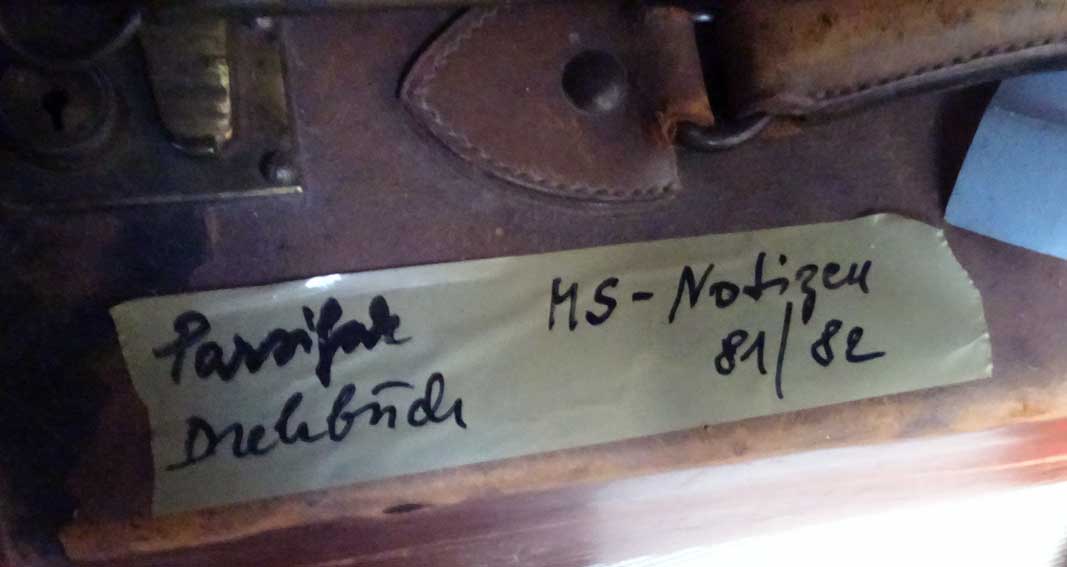 Parsifal
Drehbuch
MS-Notizen
81/82